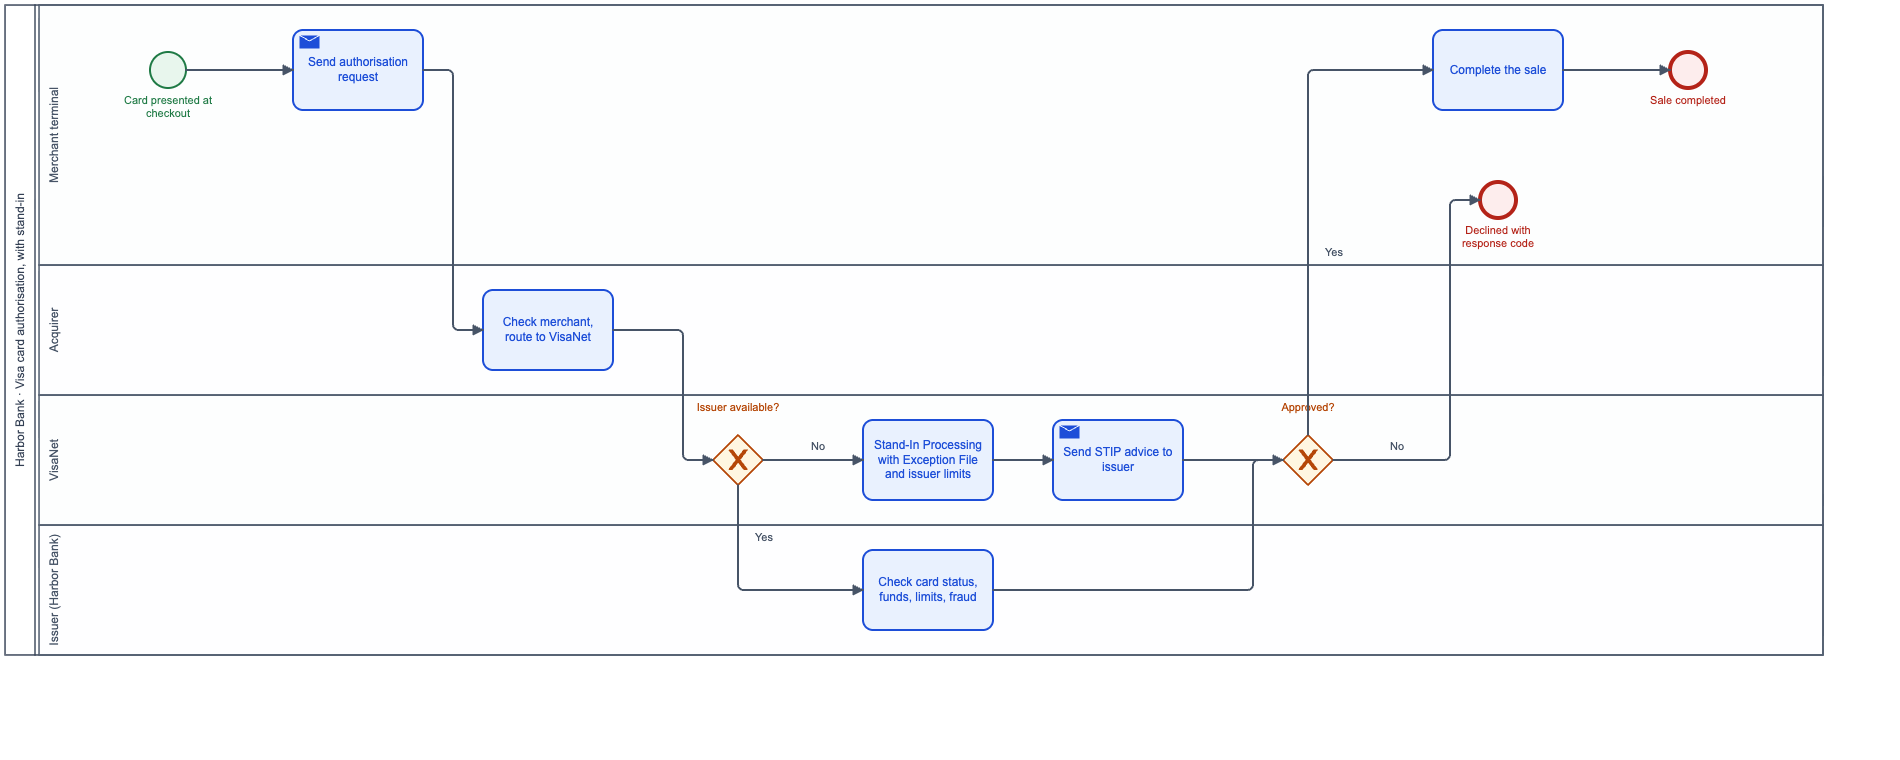 Harbor Bank · Visa card authorisation, with stand-in
Merchant terminal
Card presented at
checkout
Send authorisation
request
Complete the sale
Sale completed
Declined with
response code
Yes
Acquirer
Check merchant,
route to VisaNet
VisaNet
Issuer available?
No
Stand-In Processing
with Exception File
and issuer limits
Send STIP advice to
issuer
Approved?
No
Issuer (Harbor Bank)
Yes
Check card status,
funds, limits, fraud